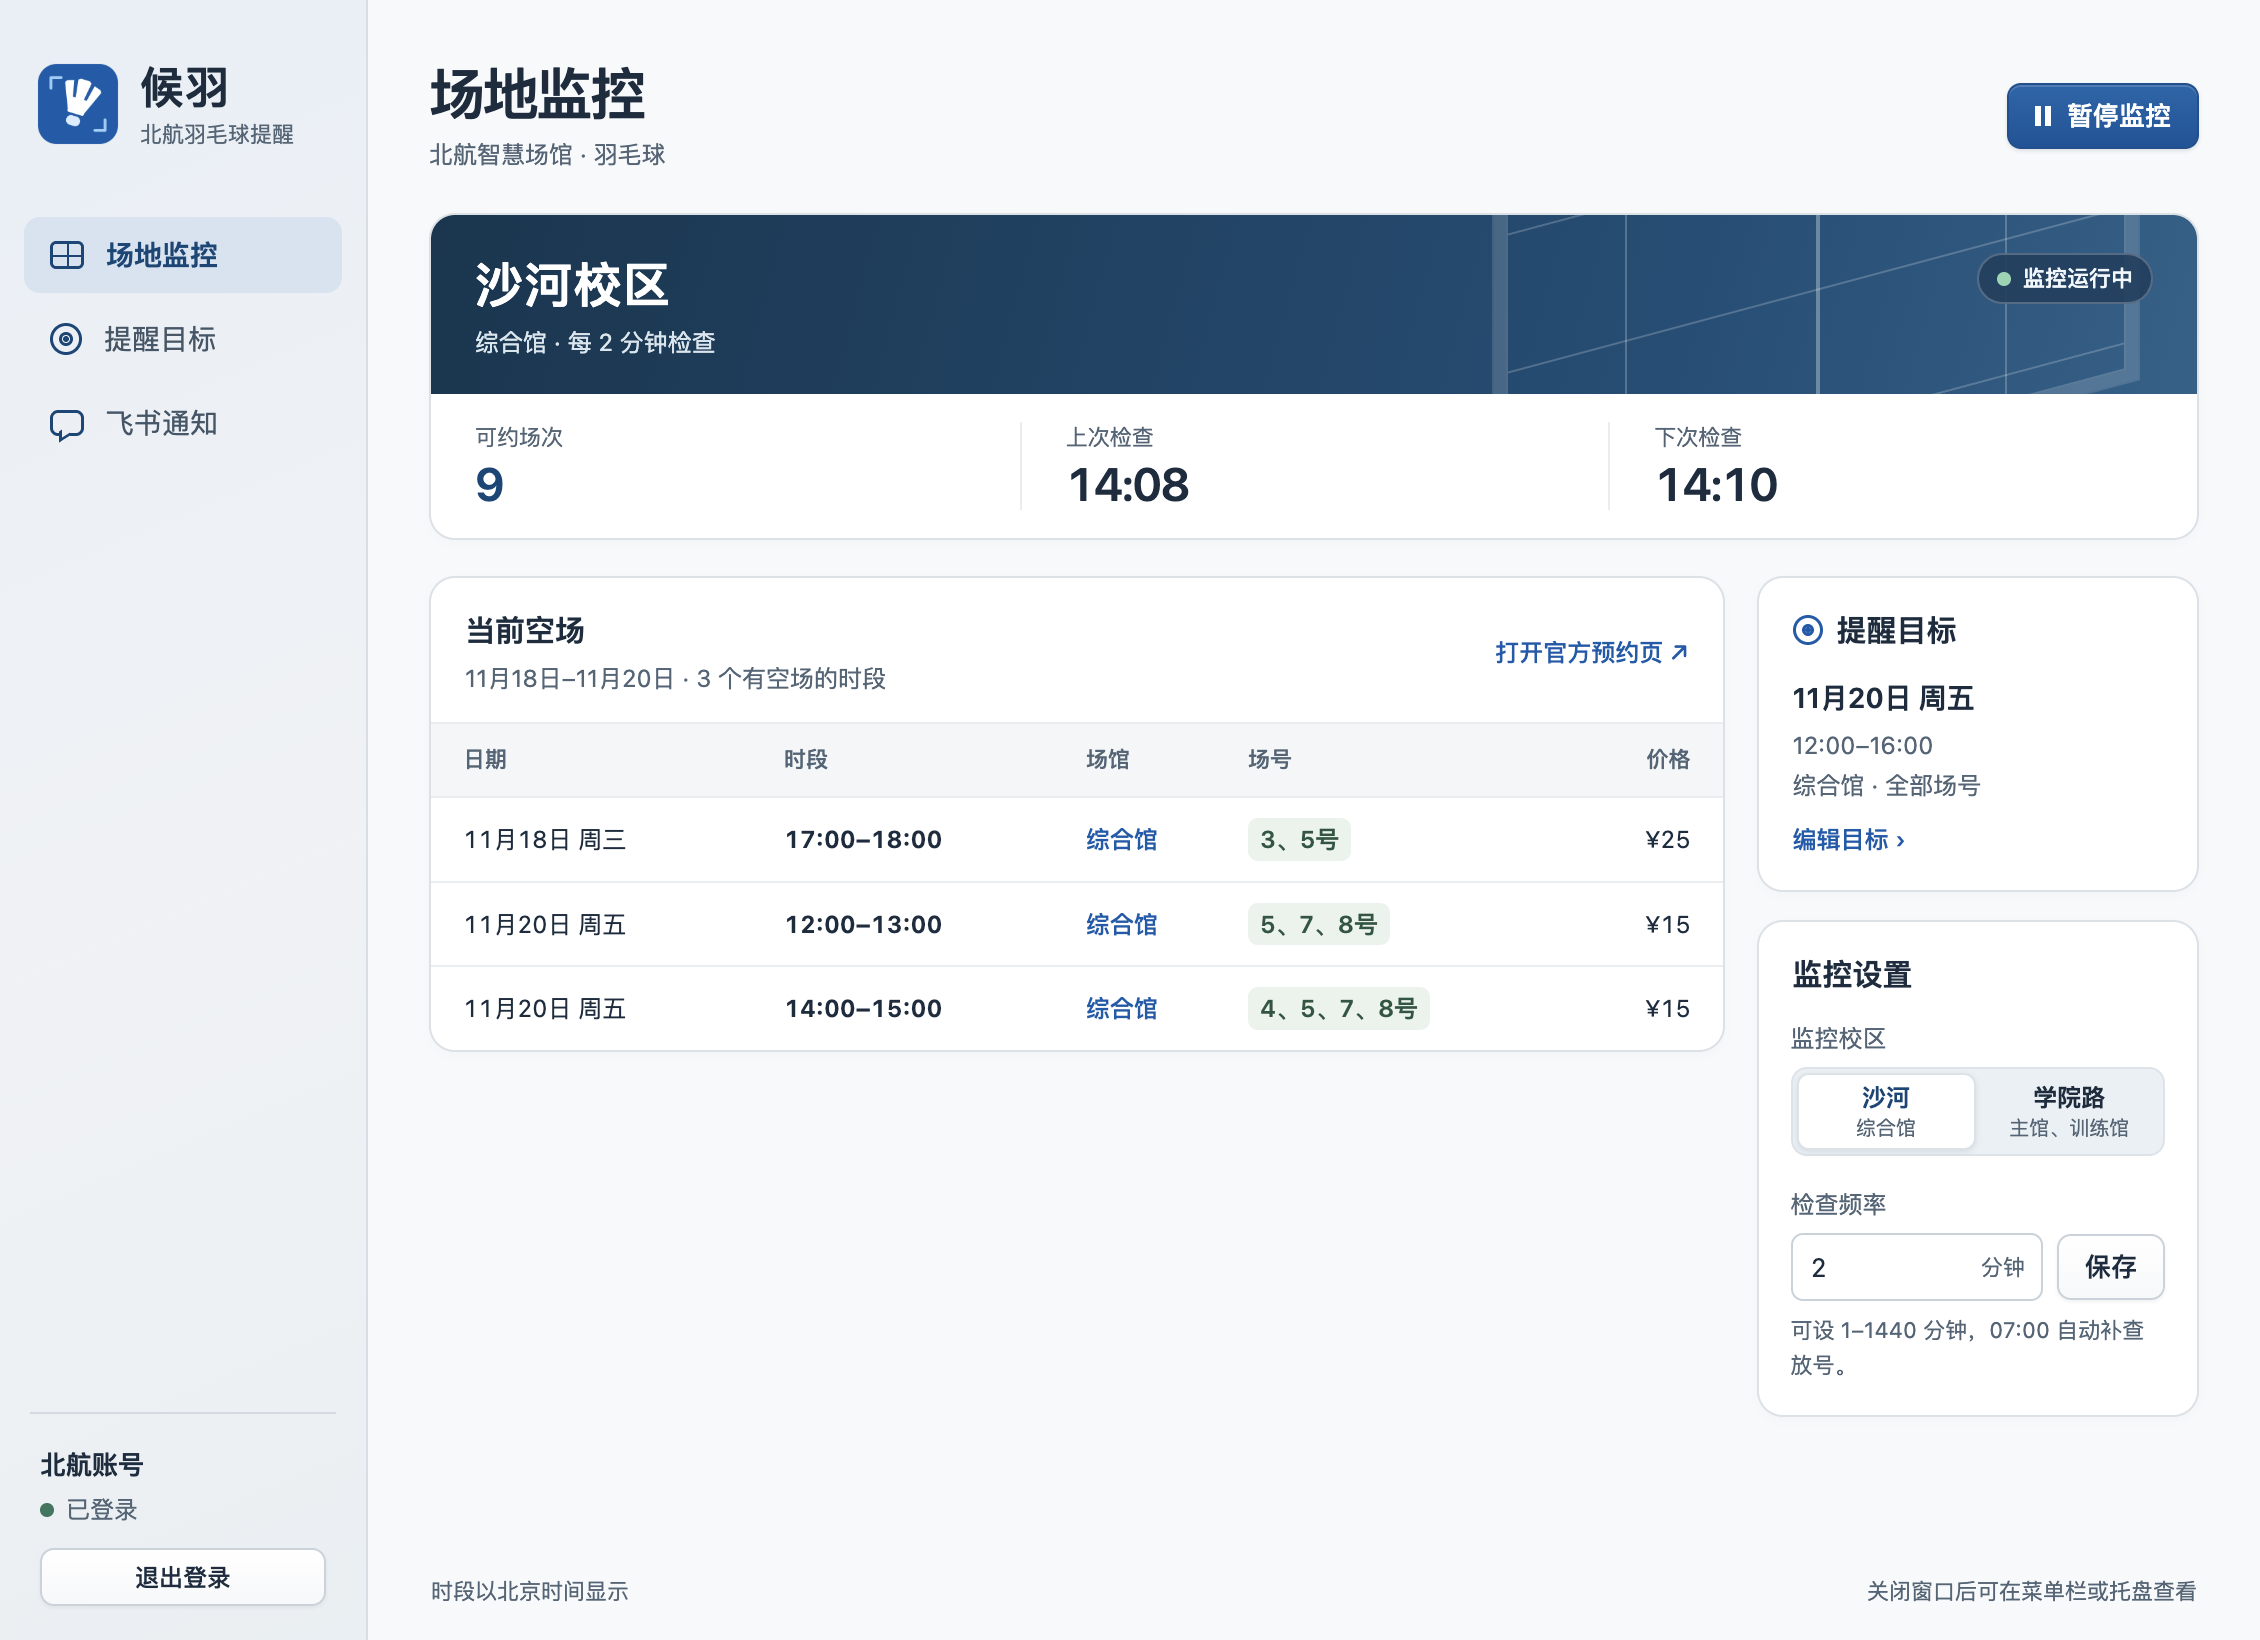 候羽
北航羽毛球提醒
场地监控
提醒目标
飞书通知
北航账号
已登录
退出登录
场地监控
北航智慧场馆 · 羽毛球
暂停监控
沙河校区
综合馆 · 每 2 分钟检查
监控运行中
可约场次
9
上次检查
14:08
下次检查
14:10
当前空场
11月18日–11月20日 · 3 个有空场的时段
打开官方预约页 ↗
日期 时段 场馆 场号 价格
11月18日 周三 17:00–18:00 综合馆 3、5号 ¥25
11月20日 周五 12:00–13:00 综合馆 5、7、8号 ¥15
11月20日 周五 14:00–15:00 综合馆 4、5、7、8号 ¥15
提醒目标
11月20日 周五
12:00–16:00
综合馆 · 全部场号
编辑目标 ›
监控设置
监控校区
沙河
综合馆
学院路
主馆、训练馆
检查频率
2 分钟
保存
可设 1–1440 分钟，07:00 自动补查
放号。
时段以北京时间显示
关闭窗口后可在菜单栏或托盘查看